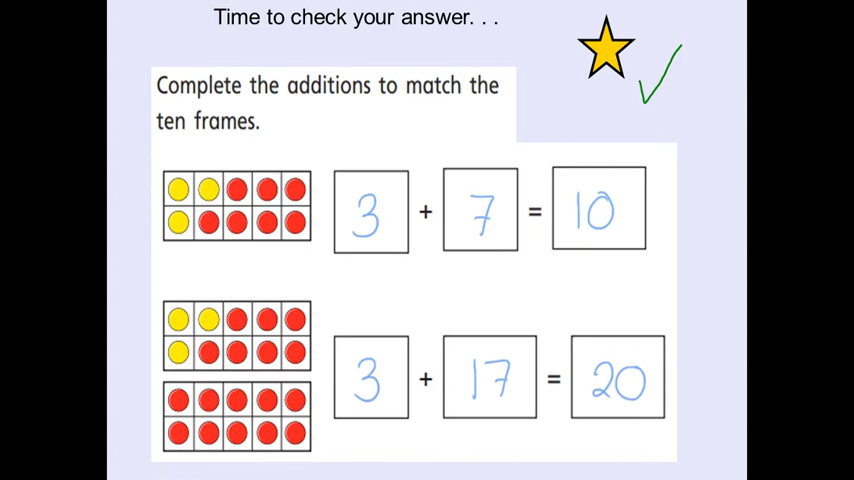 Time to check your answer. . .
Complete the additions to match the
ten frames.
3 + 7 = 10
3 + 17 = 20